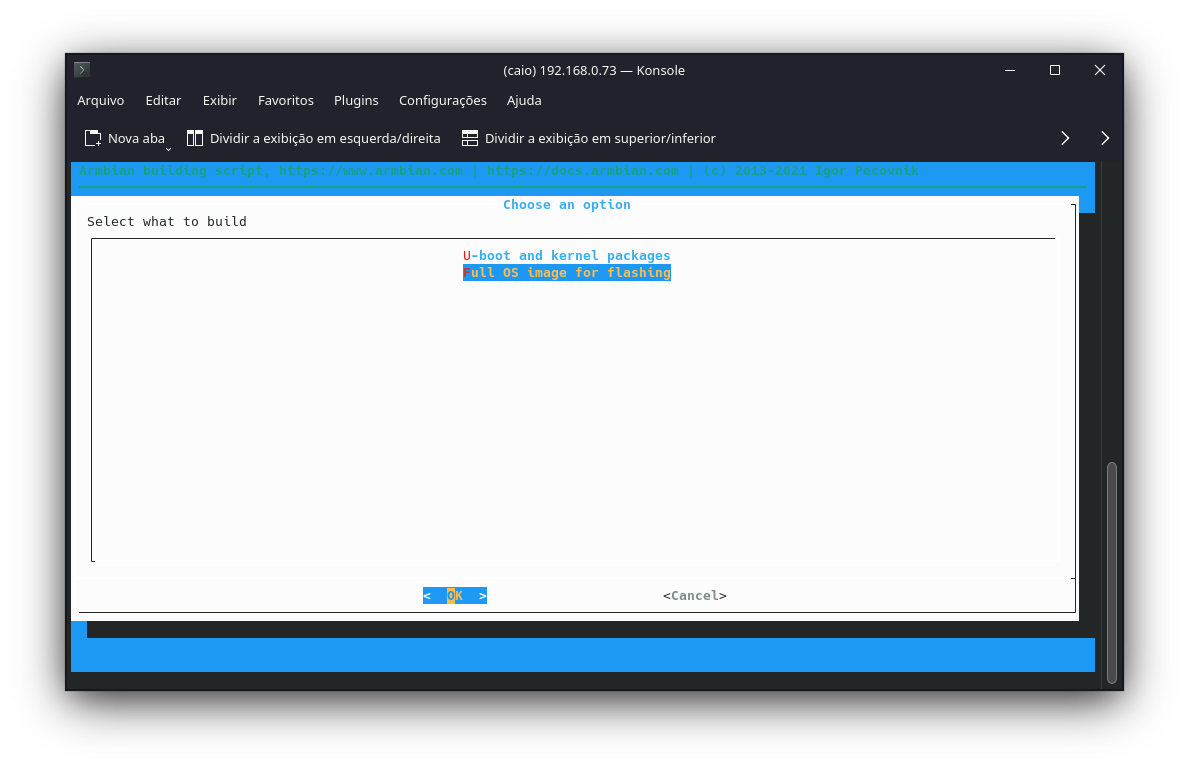 (caio) 192.168.0.73 — Konsole
Arquivo Editar Exibir Favoritos Plugins Configurações Ajuda
Nova aba Dividir a exibição em esquerda/direita Dividir a exibição em superior/inferior
Armbian building script, https://www.armbian.com | https://docs.armbian.com | (c) 2013-2021 Igor Pecovnik
Choose an option
Select what to build
U-boot and kernel packages
Full OS image for flashing
< OK > <Cancel>